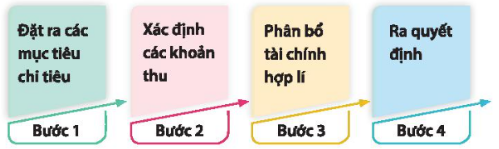 Đặt ra các
mục tiêu
chi tiêu
Bước 1
Xác định
các khoản
thu
Bước 2
Phân bổ
tài chính
hợp lí
Bước 3
Ra quyết
định
Bước 4